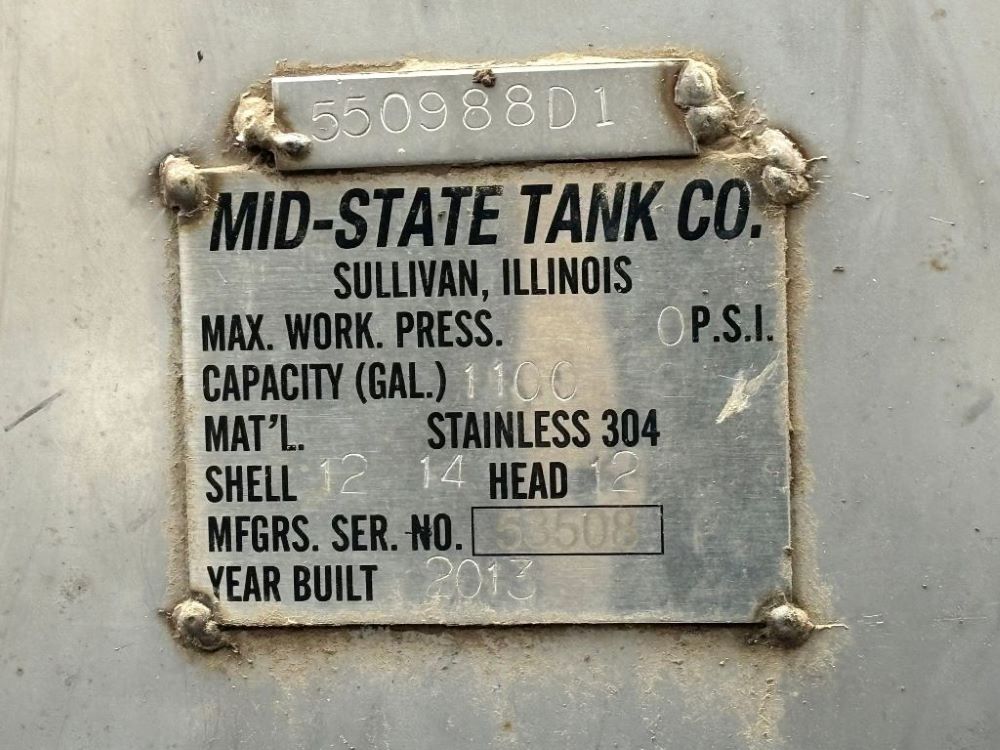 550988D1
MID-STATE TANK CO.
SULLIVAN, ILLINOIS
MAX. WORK. PRESS. 0 P.S.I.
CAPACITY (GAL.) 1100
MAT'L. STAINLESS 304
SHELL 12 14 HEAD 12
MFGRS. SER. NO. 53508
YEAR BUILT 2013